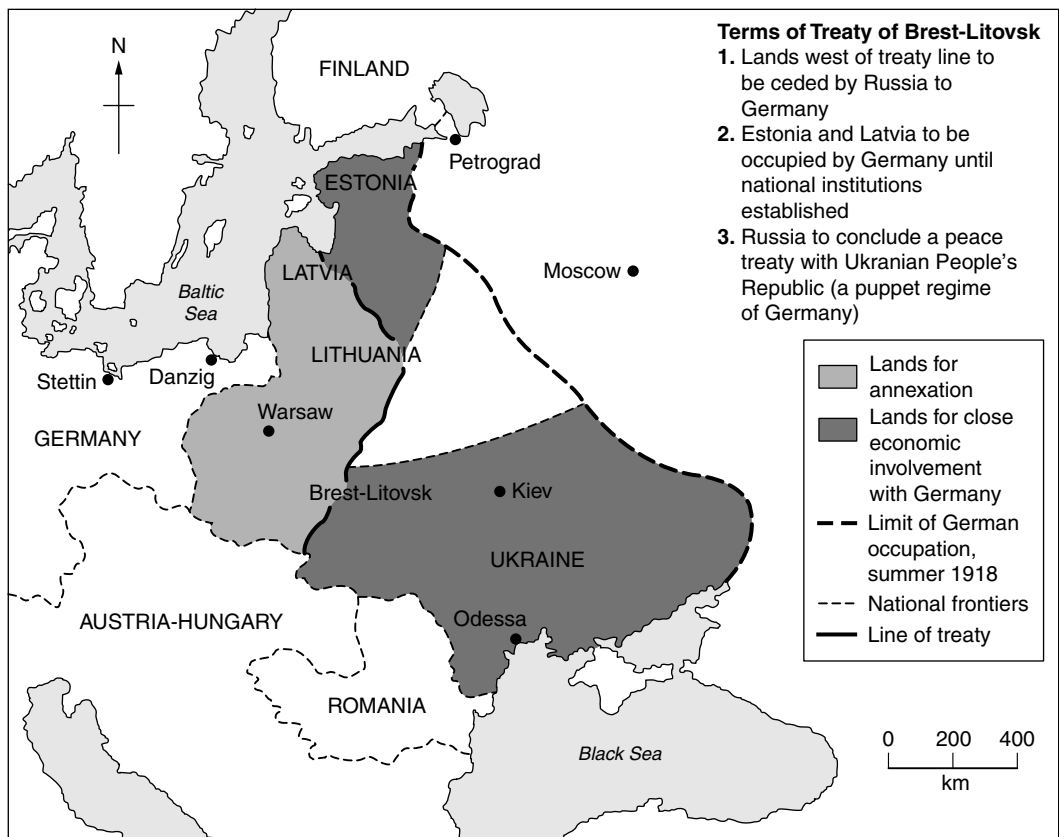 Terms of Treaty of Brest-Litovsk
1. Lands west of treaty line to
be ceded by Russia to
Germany
2. Estonia and Latvia to be
occupied by Germany until
national institutions
established
3. Russia to conclude a peace
treaty with Ukranian People's
Republic (a puppet regime
of Germany)
N
FINLAND
Petrograd
ESTONIA
Moscow
LATVIA
Baltic
Sea
LITHUANIA
Stettin
Danzig
Warsaw
GERMANY
Brest-Litovsk
Kiev
UKRAINE
AUSTRIA-HUNGARY
Odessa
ROMANIA
Black Sea
Lands for
annexation
Lands for close
economic
involvement
with Germany
Limit of German
occupation,
summer 1918
National frontiers
Line of treaty
0 200 400
km